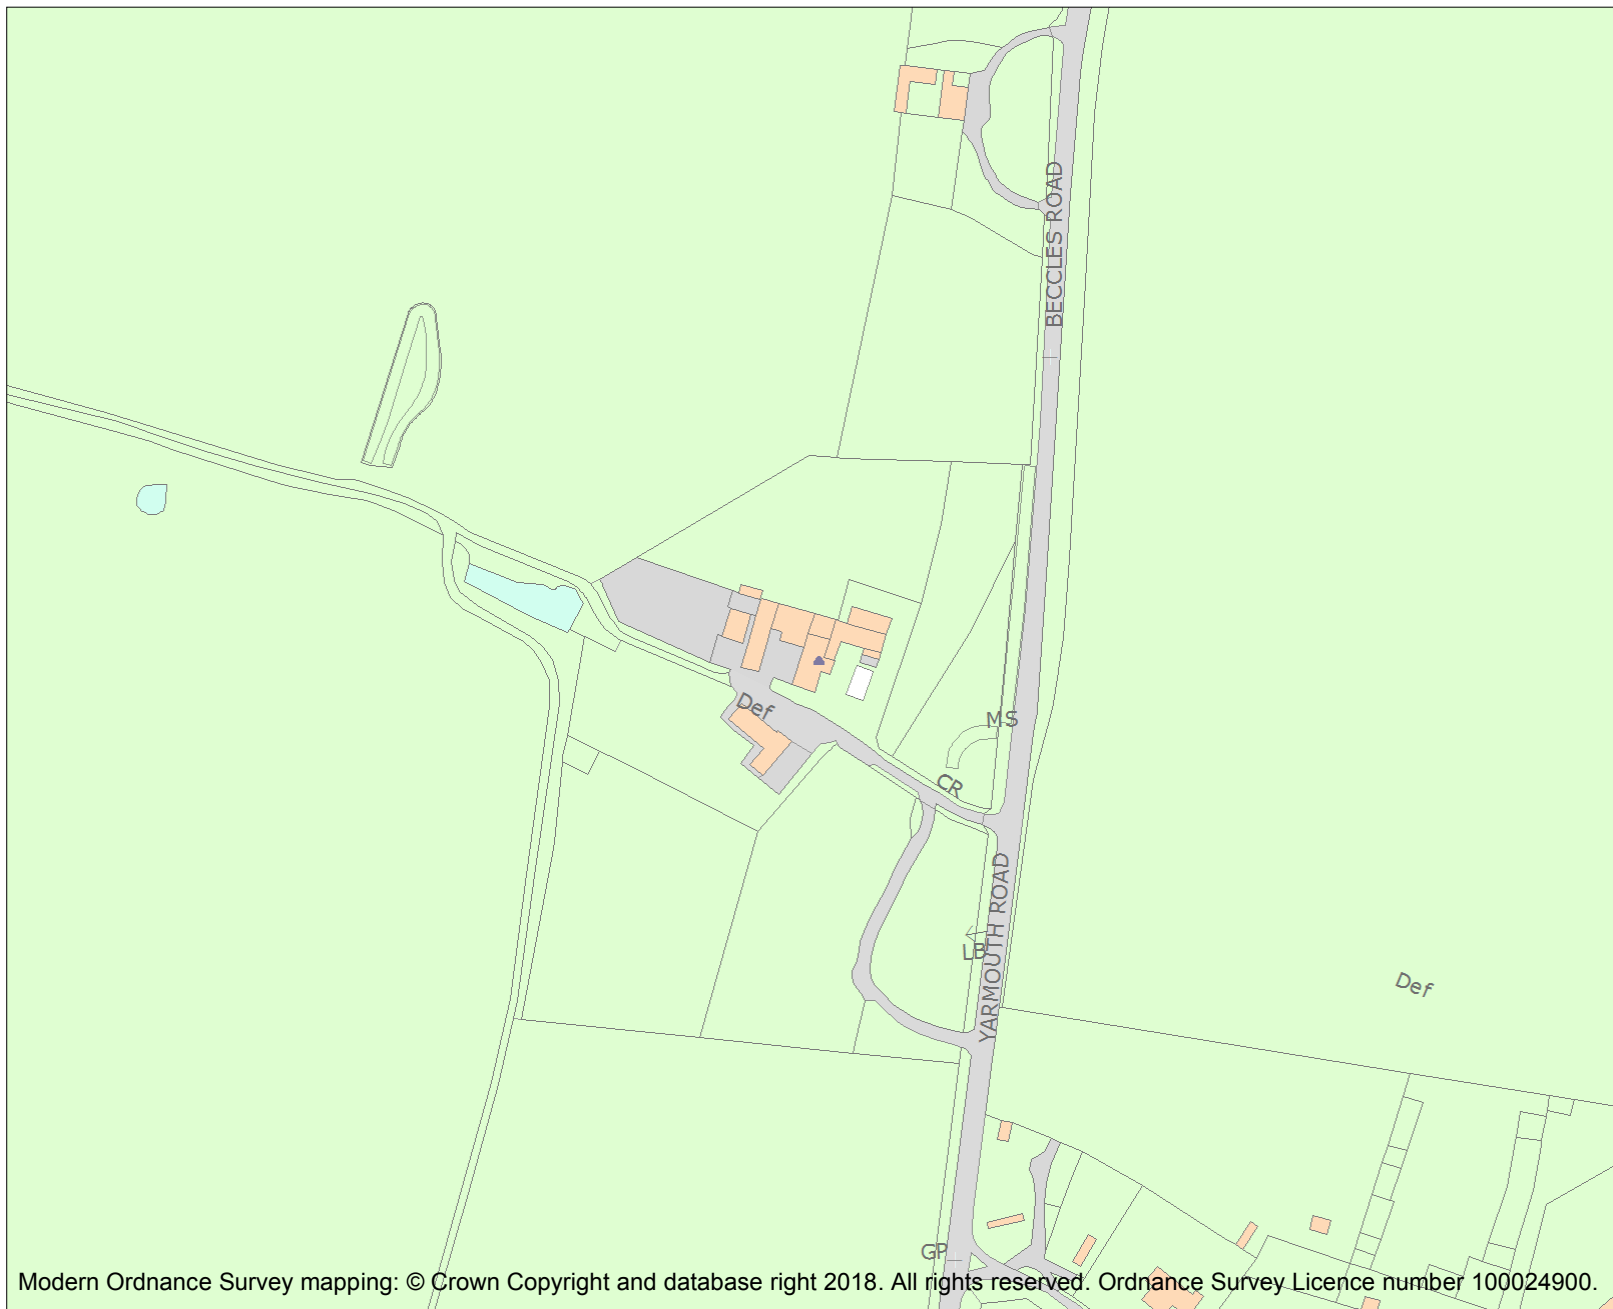 BECCLES ROAD
Def
MS
CR
YARMOUTH ROAD
LB
Def
GP
Modern Ordnance Survey mapping: © Crown Copyright and database right 2018. All rights reserved. Ordnance Survey Licence number 100024900.